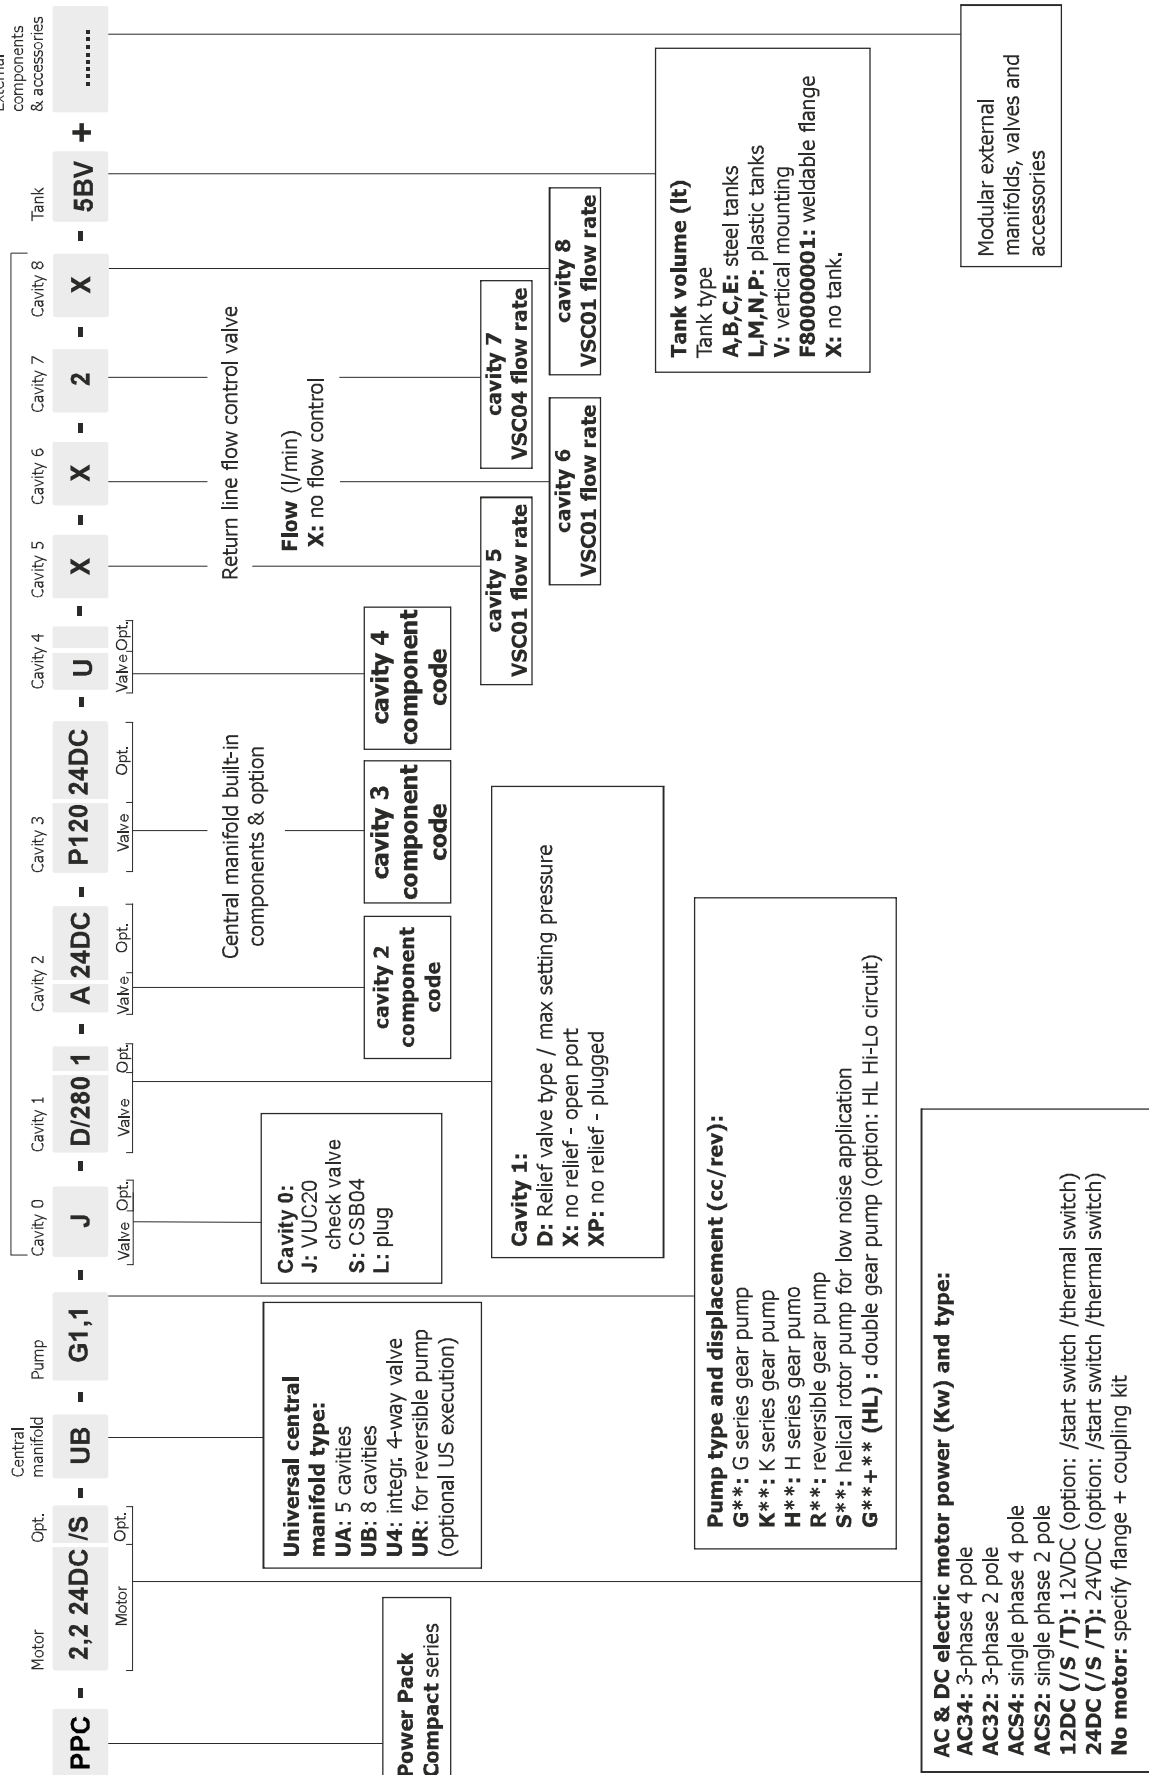 Motor
Opt.
Central
manifold
Pump
Cavity 0
Cavity 1
Cavity 2
Cavity 3
Cavity 4
Cavity 5
Cavity 6
Cavity 7
Cavity 8
Tank
External
components
& accessories
PPC - 2,2 24DC /S - UB - G1,1 - J - D/280 1 - A 24DC - P120 24DC - U - X - X - 2 - X - 5BV + ........
Motor
Opt.
Valve Opt.
Valve Opt.
Valve Opt.
Valve Opt.
Valve Opt.
Power Pack
Compact series
Universal central
manifold type:
UA: 5 cavities
UB: 8 cavities
U4: integr. 4-way valve
UR: for reversible pump
(optional US execution)
Cavity 0:
J: VUC20
check valve
S: CSB04
L: plug
Central manifold built-in
components & option
cavity 2
component
code
cavity 3
component
code
cavity 4
component
code
Return line flow control valve
Flow (l/min)
X: no flow control
cavity 5
VSC01 flow rate
cavity 6
VSC01 flow rate
cavity 7
VSC04 flow rate
cavity 8
VSC01 flow rate
Cavity 1:
D: Relief valve type / max setting pressure
X: no relief - open port
XP: no relief - plugged
Tank volume (lt)
Tank type
A,B,C,E: steel tanks
L,M,N,P: plastic tanks
V: vertical mounting
F80000001: weldable flange
X: no tank.
Pump type and displacement (cc/rev):
G**: G series gear pump
K**: K series gear pump
H**: H series gear pumo
R**: reversible gear pump
S**: helical rotor pump for low noise application
G**+** (HL) : double gear pump (option: HL Hi-Lo circuit)
Modular external
manifolds, valves and
accessories
AC & DC electric motor power (Kw) and type:
AC34: 3-phase 4 pole
AC32: 3-phase 2 pole
ACS4: single phase 4 pole
ACS2: single phase 2 pole
12DC (/S /T): 12VDC (option: /start switch /thermal switch)
24DC (/S /T): 24VDC (option: /start switch /thermal switch)
No motor: specify flange + coupling kit